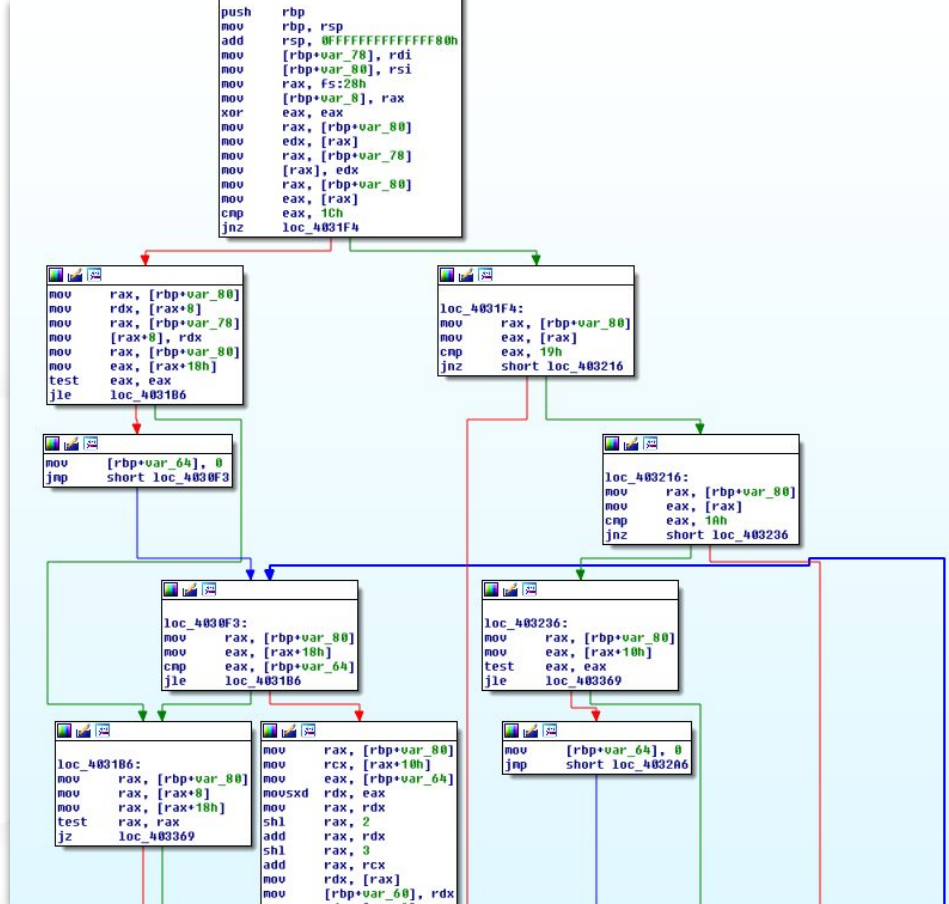 push rbp
mov rbp, rsp
add rsp, 0FFFFFFFFFFFFFF80h
mov [rbp+var_78], rdi
mov [rbp+var_80], rsi
mov rax, fs:28h
mov [rbp+var_8], rax
xor eax, eax
mov rax, [rbp+var_80]
mov edx, [rax]
mov rax, [rbp+var_78]
mov [rax], edx
mov rax, [rbp+var_80]
mov eax, [rax]
cmp eax, 1Ch
jnz loc_4031F4
mov rax, [rbp+var_80]
mov rdx, [rax+8]
mov rax, [rbp+var_78]
mov [rax+8], rdx
mov rax, [rbp+var_80]
mov eax, [rax+18h]
test eax, eax
jle loc_4031B6
loc_4031F4:
mov rax, [rbp+var_80]
mov eax, [rax]
cmp eax, 19h
jnz short loc_403216
mov [rbp+var_64], 0
jmp short loc_4030F3
loc_403216:
mov rax, [rbp+var_80]
mov eax, [rax]
cmp eax, 1Ah
jnz short loc_403236
loc_4030F3:
mov rax, [rbp+var_80]
mov eax, [rax+18h]
cmp eax, [rbp+var_64]
jle loc_4031B6
loc_403236:
mov rax, [rbp+var_80]
mov eax, [rax+10h]
test eax, eax
jle loc_403369
loc_4031B6:
mov rax, [rbp+var_80]
mov rax, [rax+8]
mov rax, [rax+18h]
test rax, rax
jz loc_403369
mov rax, [rbp+var_80]
mov rcx, [rax+10h]
mov eax, [rbp+var_64]
movsxd rdx, eax
mov rax, rdx
shl rax, 2
add rax, rdx
shl rax, 3
add rax, rcx
mov rdx, [rax]
mov [rbp+var_60], rdx
mov [rbp+var_64], 0
jmp short loc_4032A6